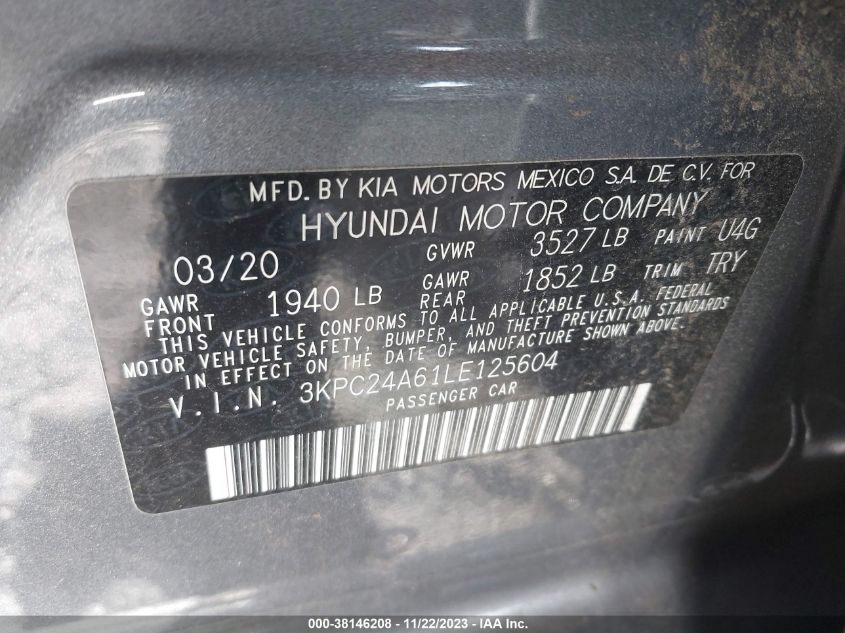 MFD. BY KIA MOTORS MEXICO S.A. DE C.V. FOR
HYUNDAI MOTOR COMPANY
03/20 GVWR 3527 LB PAINT U4G
GAWR FRONT 1940 LB GAWR REAR 1852 LB TRIM TRY
THIS VEHICLE CONFORMS TO ALL APPLICABLE U.S.A. FEDERAL
MOTOR VEHICLE SAFETY, BUMPER, AND THEFT PREVENTION STANDARDS
IN EFFECT ON THE DATE OF MANUFACTURE SHOWN ABOVE.
V.I.N. 3KPC24A61LE125604
PASSENGER CAR
000-38146208 - 11/22/2023 - IAA Inc.